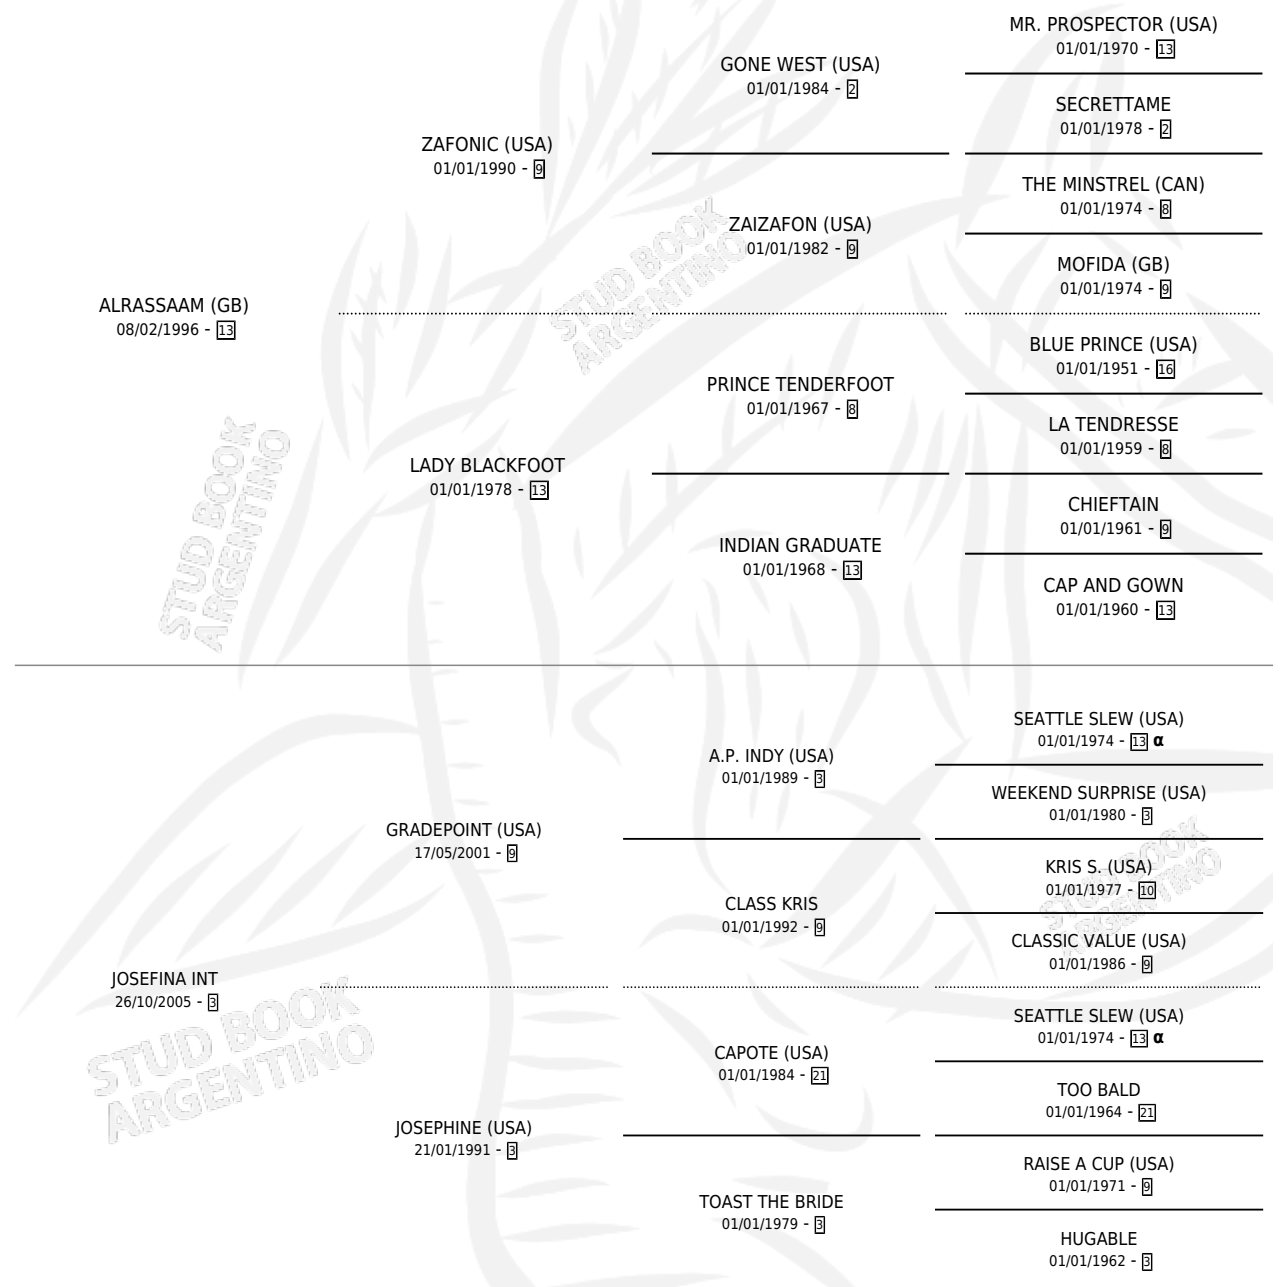 MR. PROSPECTOR (USA)
01/01/1970 - 13
GONE WEST (USA)
01/01/1984 - 2
SECRETTAME
01/01/1978 - 2
ZAFONIC (USA)
01/01/1990 - 9
THE MINSTREL (CAN)
01/01/1974 - 8
ZAIZAFON (USA)
01/01/1982 - 9
MOFIDA (GB)
01/01/1974 - 9
ALRASSAAM (GB)
08/02/1996 - 13
BLUE PRINCE (USA)
01/01/1951 - 16
PRINCE TENDERFOOT
01/01/1967 - 8
LA TENDRESSE
01/01/1959 - 8
LADY BLACKFOOT
01/01/1978 - 13
CHIEFTAIN
01/01/1961 - 9
INDIAN GRADUATE
01/01/1968 - 13
CAP AND GOWN
01/01/1960 - 13
SEATTLE SLEW (USA)
01/01/1974 - 13 α
A.P. INDY (USA)
01/01/1989 - 3
WEEKEND SURPRISE (USA)
01/01/1980 - 3
GRADEPOINT (USA)
17/05/2001 - 9
KRIS S. (USA)
01/01/1977 - 10
CLASS KRIS
01/01/1992 - 9
CLASSIC VALUE (USA)
01/01/1986 - 9
JOSEFINA INT
26/10/2005 - 3
SEATTLE SLEW (USA)
01/01/1974 - 13 α
CAPOTE (USA)
01/01/1984 - 21
TOO BALD
01/01/1964 - 21
JOSEPHINE (USA)
21/01/1991 - 3
RAISE A CUP (USA)
01/01/1971 - 9
TOAST THE BRIDE
01/01/1979 - 3
HUGABLE
01/01/1962 - 3
STUD BOOK
ARGENTINO
STUD BOOK
ARGENTINO
STUD BOOK
ARGENTINO
STUD BOOK
ARGENTINO